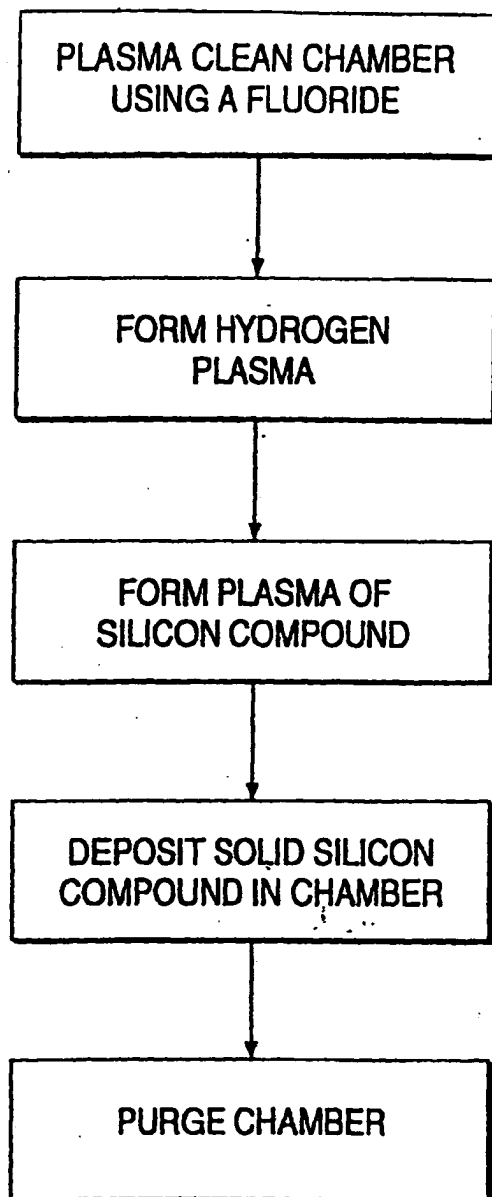 PLASMA CLEAN CHAMBER
USING A FLUORIDE
FORM HYDROGEN
PLASMA
FORM PLASMA OF
SILICON COMPOUND
DEPOSIT SOLID SILICON
COMPOUND IN CHAMBER
PURGE CHAMBER